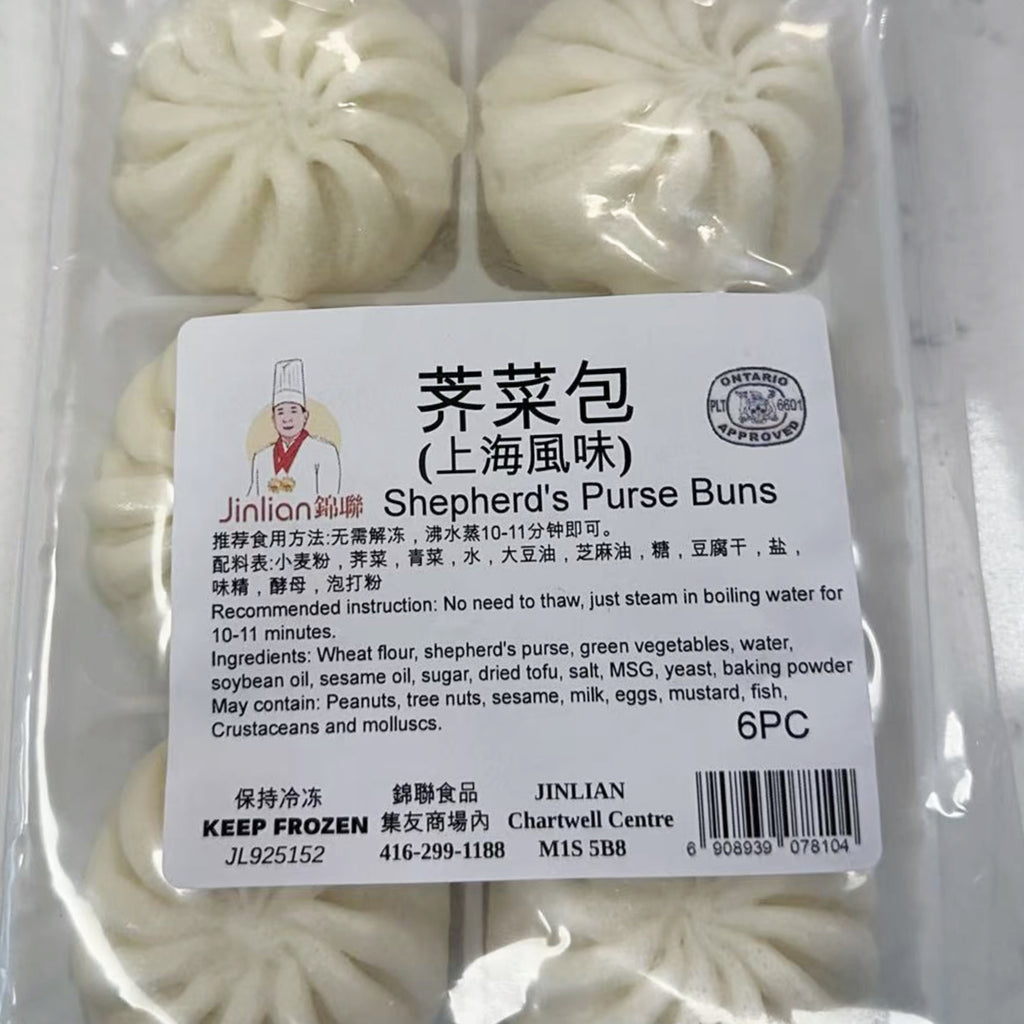 荠菜包
(上海風味)
Shepherd's Purse Buns
Jinlian錦聯
ONTARIO
PLT 6601
APPROVED
推荐食用方法:无需解冻，沸水蒸10-11分钟即可。
配料表:小麦粉，荠菜，青菜，水，大豆油，芝麻油，糖，豆腐干，盐，
味精，酵母，泡打粉
Recommended instruction: No need to thaw, just steam in boiling water for
10-11 minutes.
Ingredients: Wheat flour, shepherd's purse, green vegetables, water,
soybean oil, sesame oil, sugar, dried tofu, salt, MSG, yeast, baking powder
May contain: Peanuts, tree nuts, sesame, milk, eggs, mustard, fish,
Crustaceans and molluscs.
6PC
保持冷冻
KEEP FROZEN
JL925152
錦聯食品
集友商場內
416-299-1188
JINLIAN
Chartwell Centre
M1S 5B8
6 908939 078104